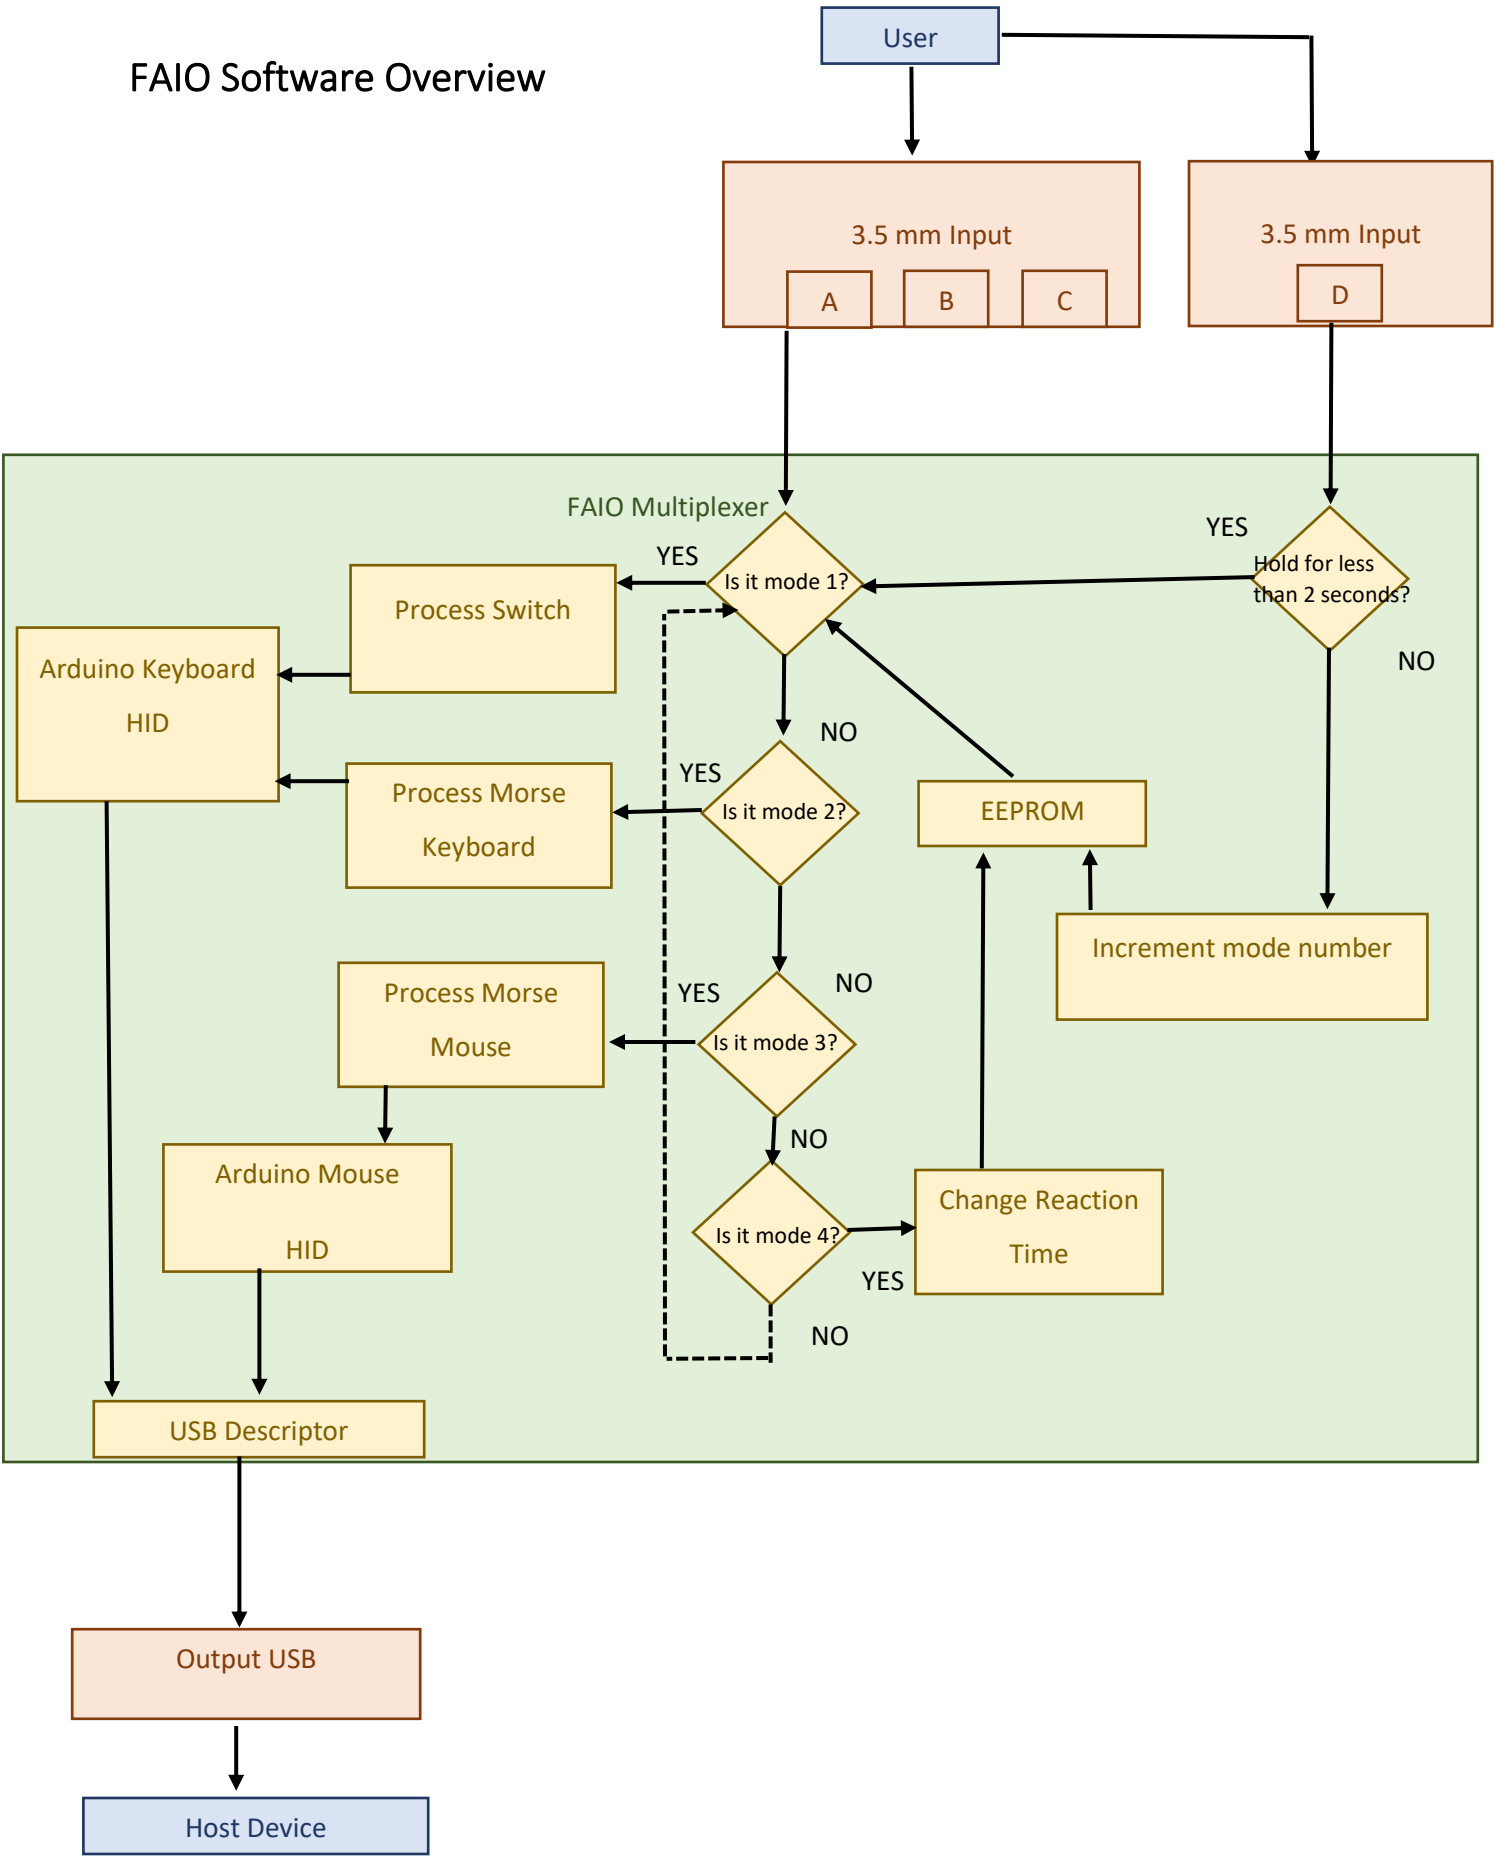 User
FAIO Software Overview
3.5 mm Input
A
B
C
3.5 mm Input
D
FAIO Multiplexer
YES
Is it mode 1?
YES
Hold for less
than 2 seconds?
NO
Process Switch
Arduino Keyboard
HID
NO
YES
Is it mode 2?
Process Morse
Keyboard
EEPROM
Increment mode number
NO
YES
Is it mode 3?
Process Morse
Mouse
NO
Arduino Mouse
HID
Is it mode 4?
YES
Change Reaction
Time
NO
USB Descriptor
Output USB
Host Device